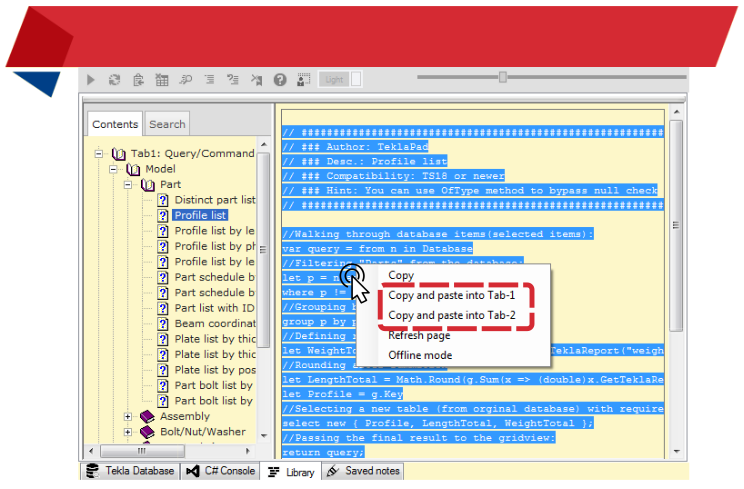 Light
Contents
Search
Tab1: Query/Command
Model
Part
Distinct part list
Profile list
Profile list by le
Profile list by ph
Profile list by le
Part schedule b
Part schedule b
Part list with ID
Beam coordinat
Plate list by thic
Plate list by thic
Plate list by pos
Part bolt list by
Part bolt list by
Assembly
Bolt/Nut/Washer
// ##################################################
// ### Author: TeklaPad
// ### Desc.: Profile list
// ### Compatibility: TS18 or newer
// ### Hint: You can use OfType method to bypass null check
// ##################################################
//Walking through database items(selected items):
var query = from n in Database
//Filtering "Parts" from the database:
let p = n
where p !=
//Grouping b
group p by p
//Defining
let WeightTo TeklaReport("weigh
//Rounding
let LengthTotal = Math.Round(g.Sum(x => (double)x.GetTeklaRe
let Profile = g.Key
//Selecting a new table (from orginal database) with require
select new { Profile, LengthTotal, WeightTotal };
//Passing the final result to the gridview:
return query;
Copy
Copy and paste into Tab-1
Copy and paste into Tab-2
Refresh page
Offline mode
Tekla Database
C# Console
Library
Saved notes